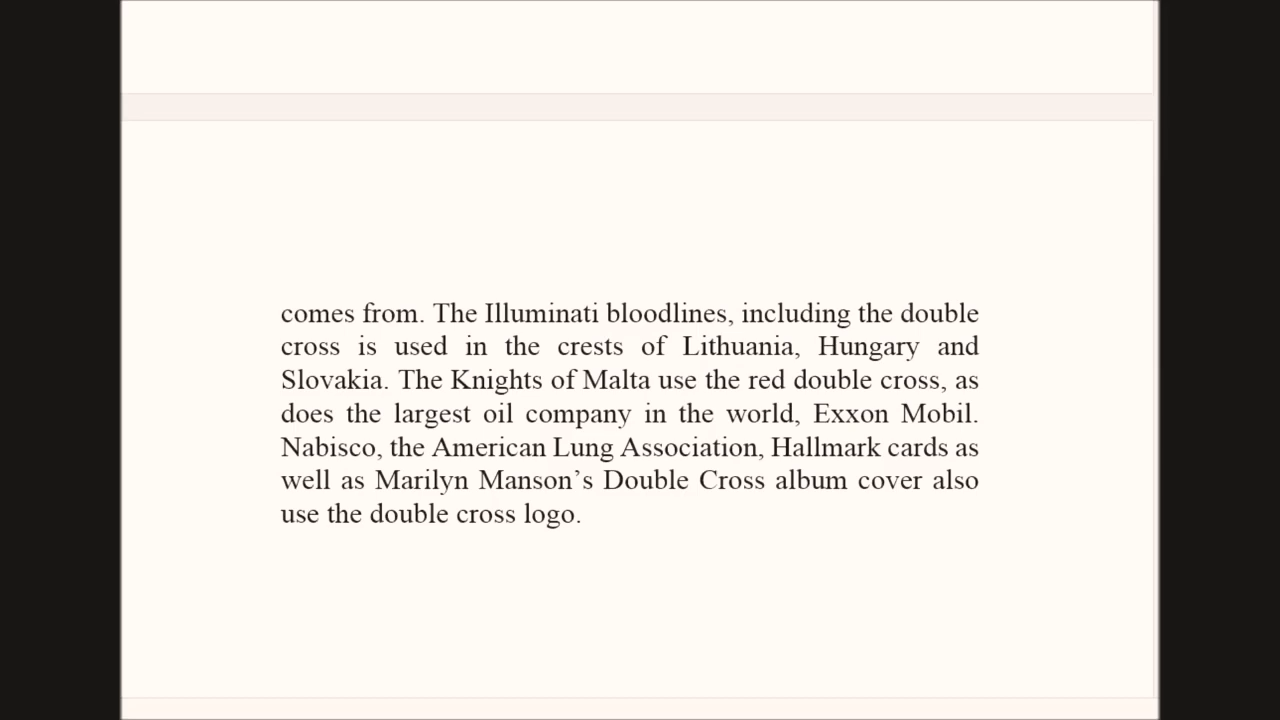 comes from. The Illuminati bloodlines, including the double
cross is used in the crests of Lithuania, Hungary and
Slovakia. The Knights of Malta use the red double cross, as
does the largest oil company in the world, Exxon Mobil.
Nabisco, the American Lung Association, Hallmark cards as
well as Marilyn Manson’s Double Cross album cover also
use the double cross logo.